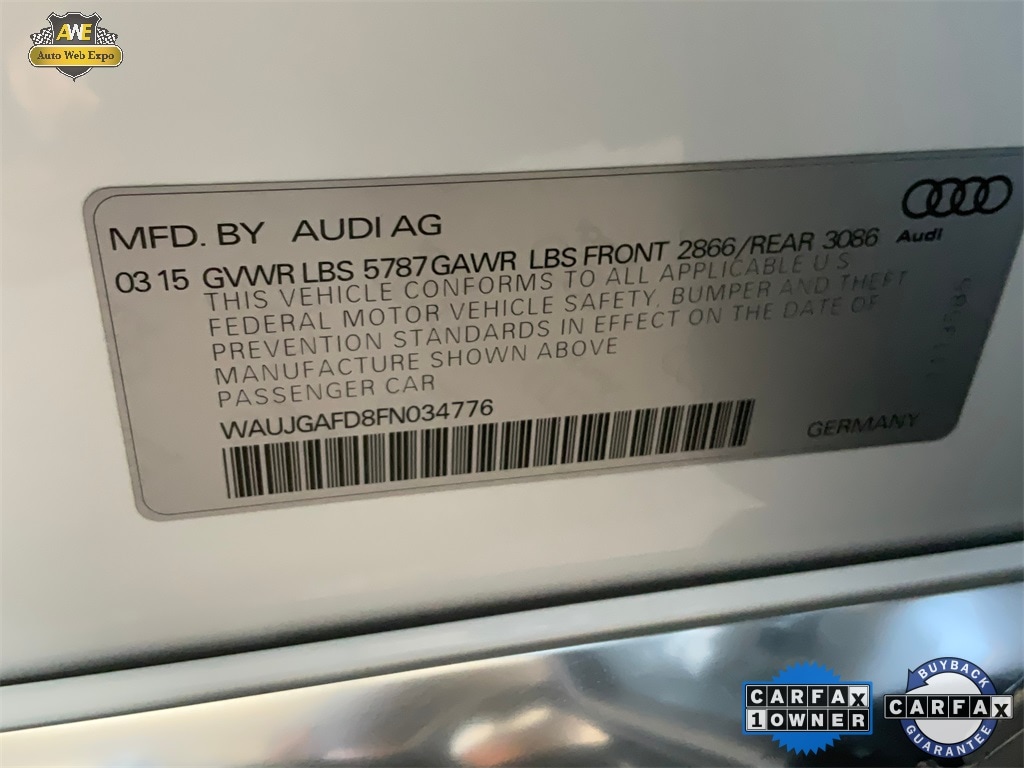 AWE
Auto Web Expo
MFD. BY AUDI AG
03 15 GVWR LBS 5787 GAWR LBS FRONT 2866/REAR 3086
Audi
THIS VEHICLE CONFORMS TO ALL APPLICABLE U S
FEDERAL MOTOR VEHICLE SAFETY, BUMPER AND THEFT
PREVENTION STANDARDS IN EFFECT ON THE DATE OF
MANUFACTURE SHOWN ABOVE
PASSENGER CAR
WAUJGAFD8FN034776
GERMANY
CARFAX
1 OWNER
BUYBACK
CARFAX
GUARANTEE